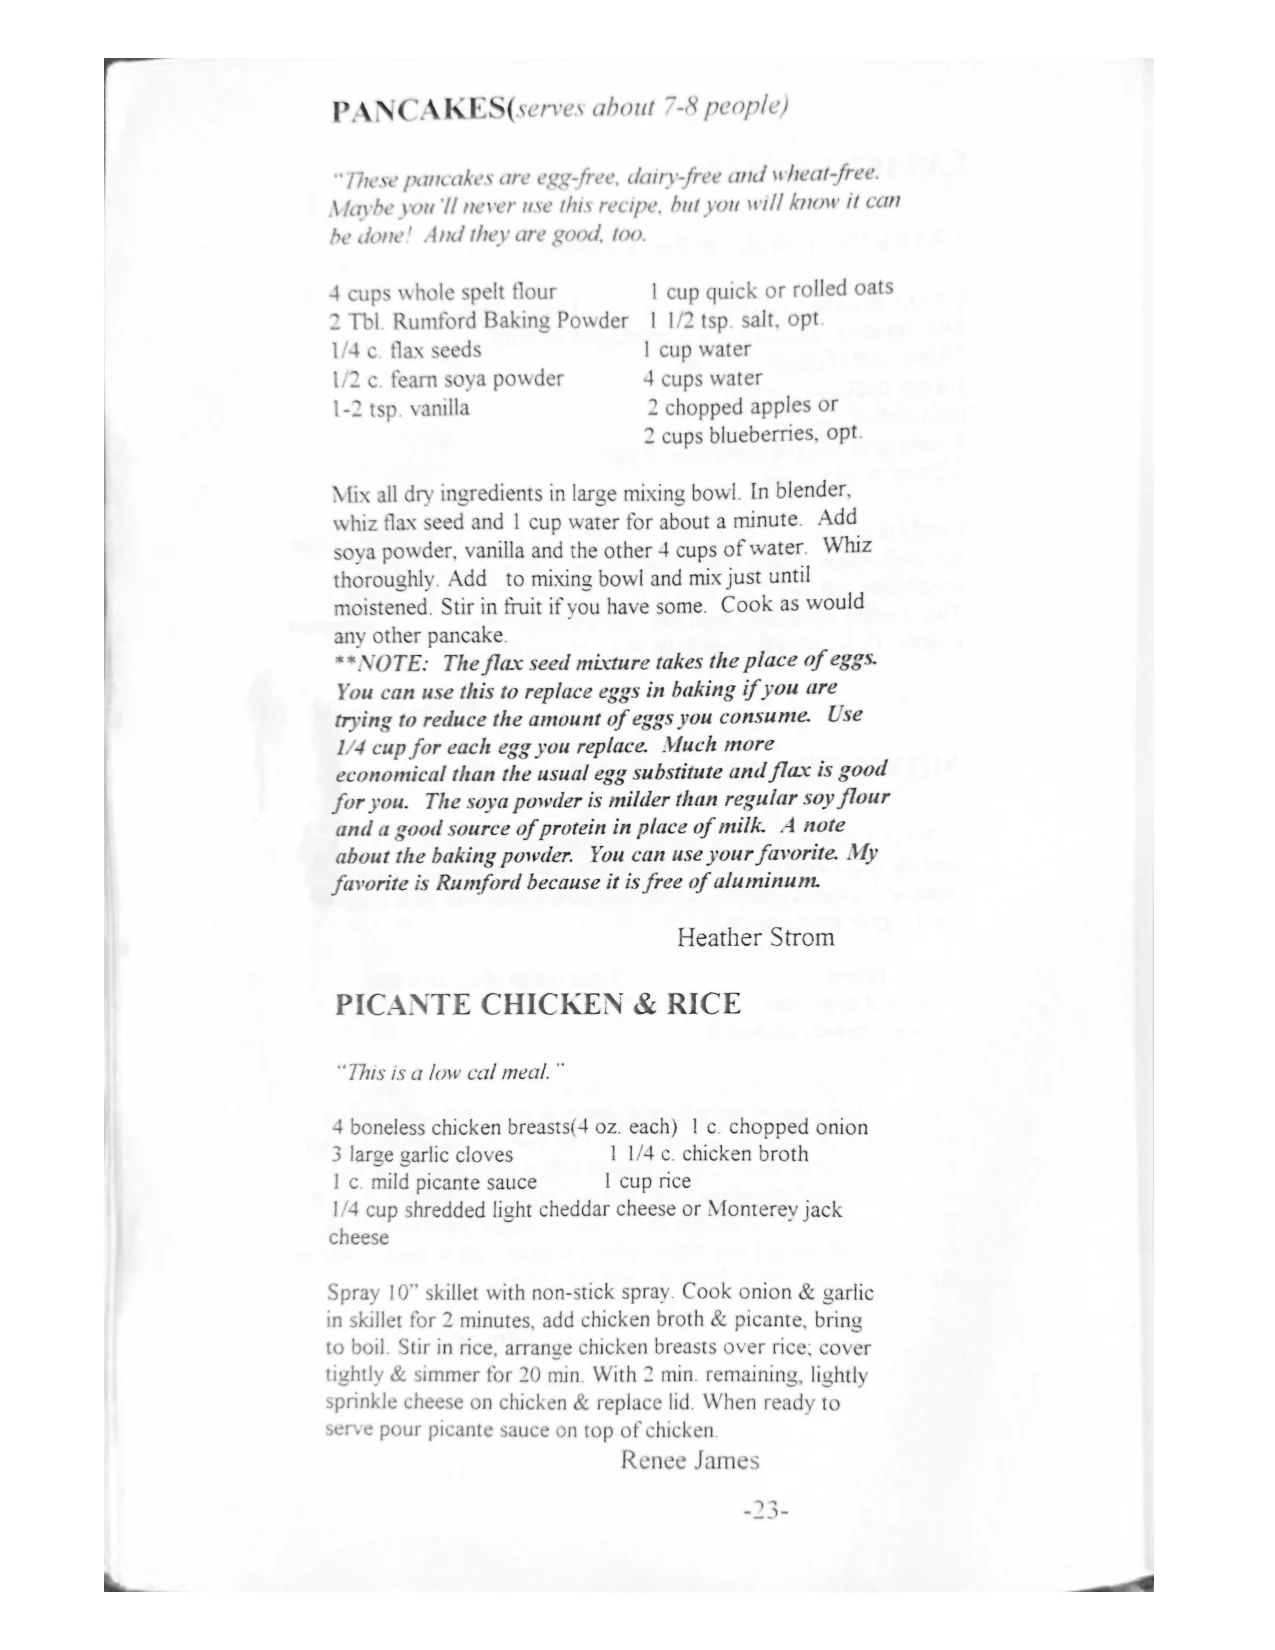 PANCAKES(serves about 7-8 people)
"These pancakes are egg-free, dairy-free and wheat-free.
Maybe you'll never use this recipe, but you will know it can
be done! And they are good, too.
4 cups whole spelt flour 1 cup quick or rolled oats
2 Tbl. Rumford Baking Powder 1 1/2 tsp. salt, opt.
1/4 c. flax seeds 1 cup water
1/2 c. fearn soya powder 4 cups water
1-2 tsp. vanilla 2 chopped apples or
2 cups blueberries, opt.
Mix all dry ingredients in large mixing bowl. In blender,
whiz flax seed and 1 cup water for about a minute. Add
soya powder, vanilla and the other 4 cups of water. Whiz
thoroughly. Add to mixing bowl and mix just until
moistened. Stir in fruit if you have some. Cook as would
any other pancake.
**NOTE: The flax seed mixture takes the place of eggs.
You can use this to replace eggs in baking if you are
trying to reduce the amount of eggs you consume. Use
1/4 cup for each egg you replace. Much more
economical than the usual egg substitute and flax is good
for you. The soya powder is milder than regular soy flour
and a good source of protein in place of milk. A note
about the baking powder. You can use your favorite. My
favorite is Rumford because it is free of aluminum.
Heather Strom
PICANTE CHICKEN & RICE
"This is a low cal meal."
4 boneless chicken breasts(4 oz. each) 1 c. chopped onion
3 large garlic cloves 1 1/4 c. chicken broth
1 c. mild picante sauce 1 cup rice
1/4 cup shredded light cheddar cheese or Monterey jack
cheese
Spray 10" skillet with non-stick spray. Cook onion & garlic
in skillet for 2 minutes, add chicken broth & picante, bring
to boil. Stir in rice, arrange chicken breasts over rice; cover
tightly & simmer for 20 min. With 2 min. remaining, lightly
sprinkle cheese on chicken & replace lid. When ready to
serve pour picante sauce on top of chicken.
Renee James
-23-